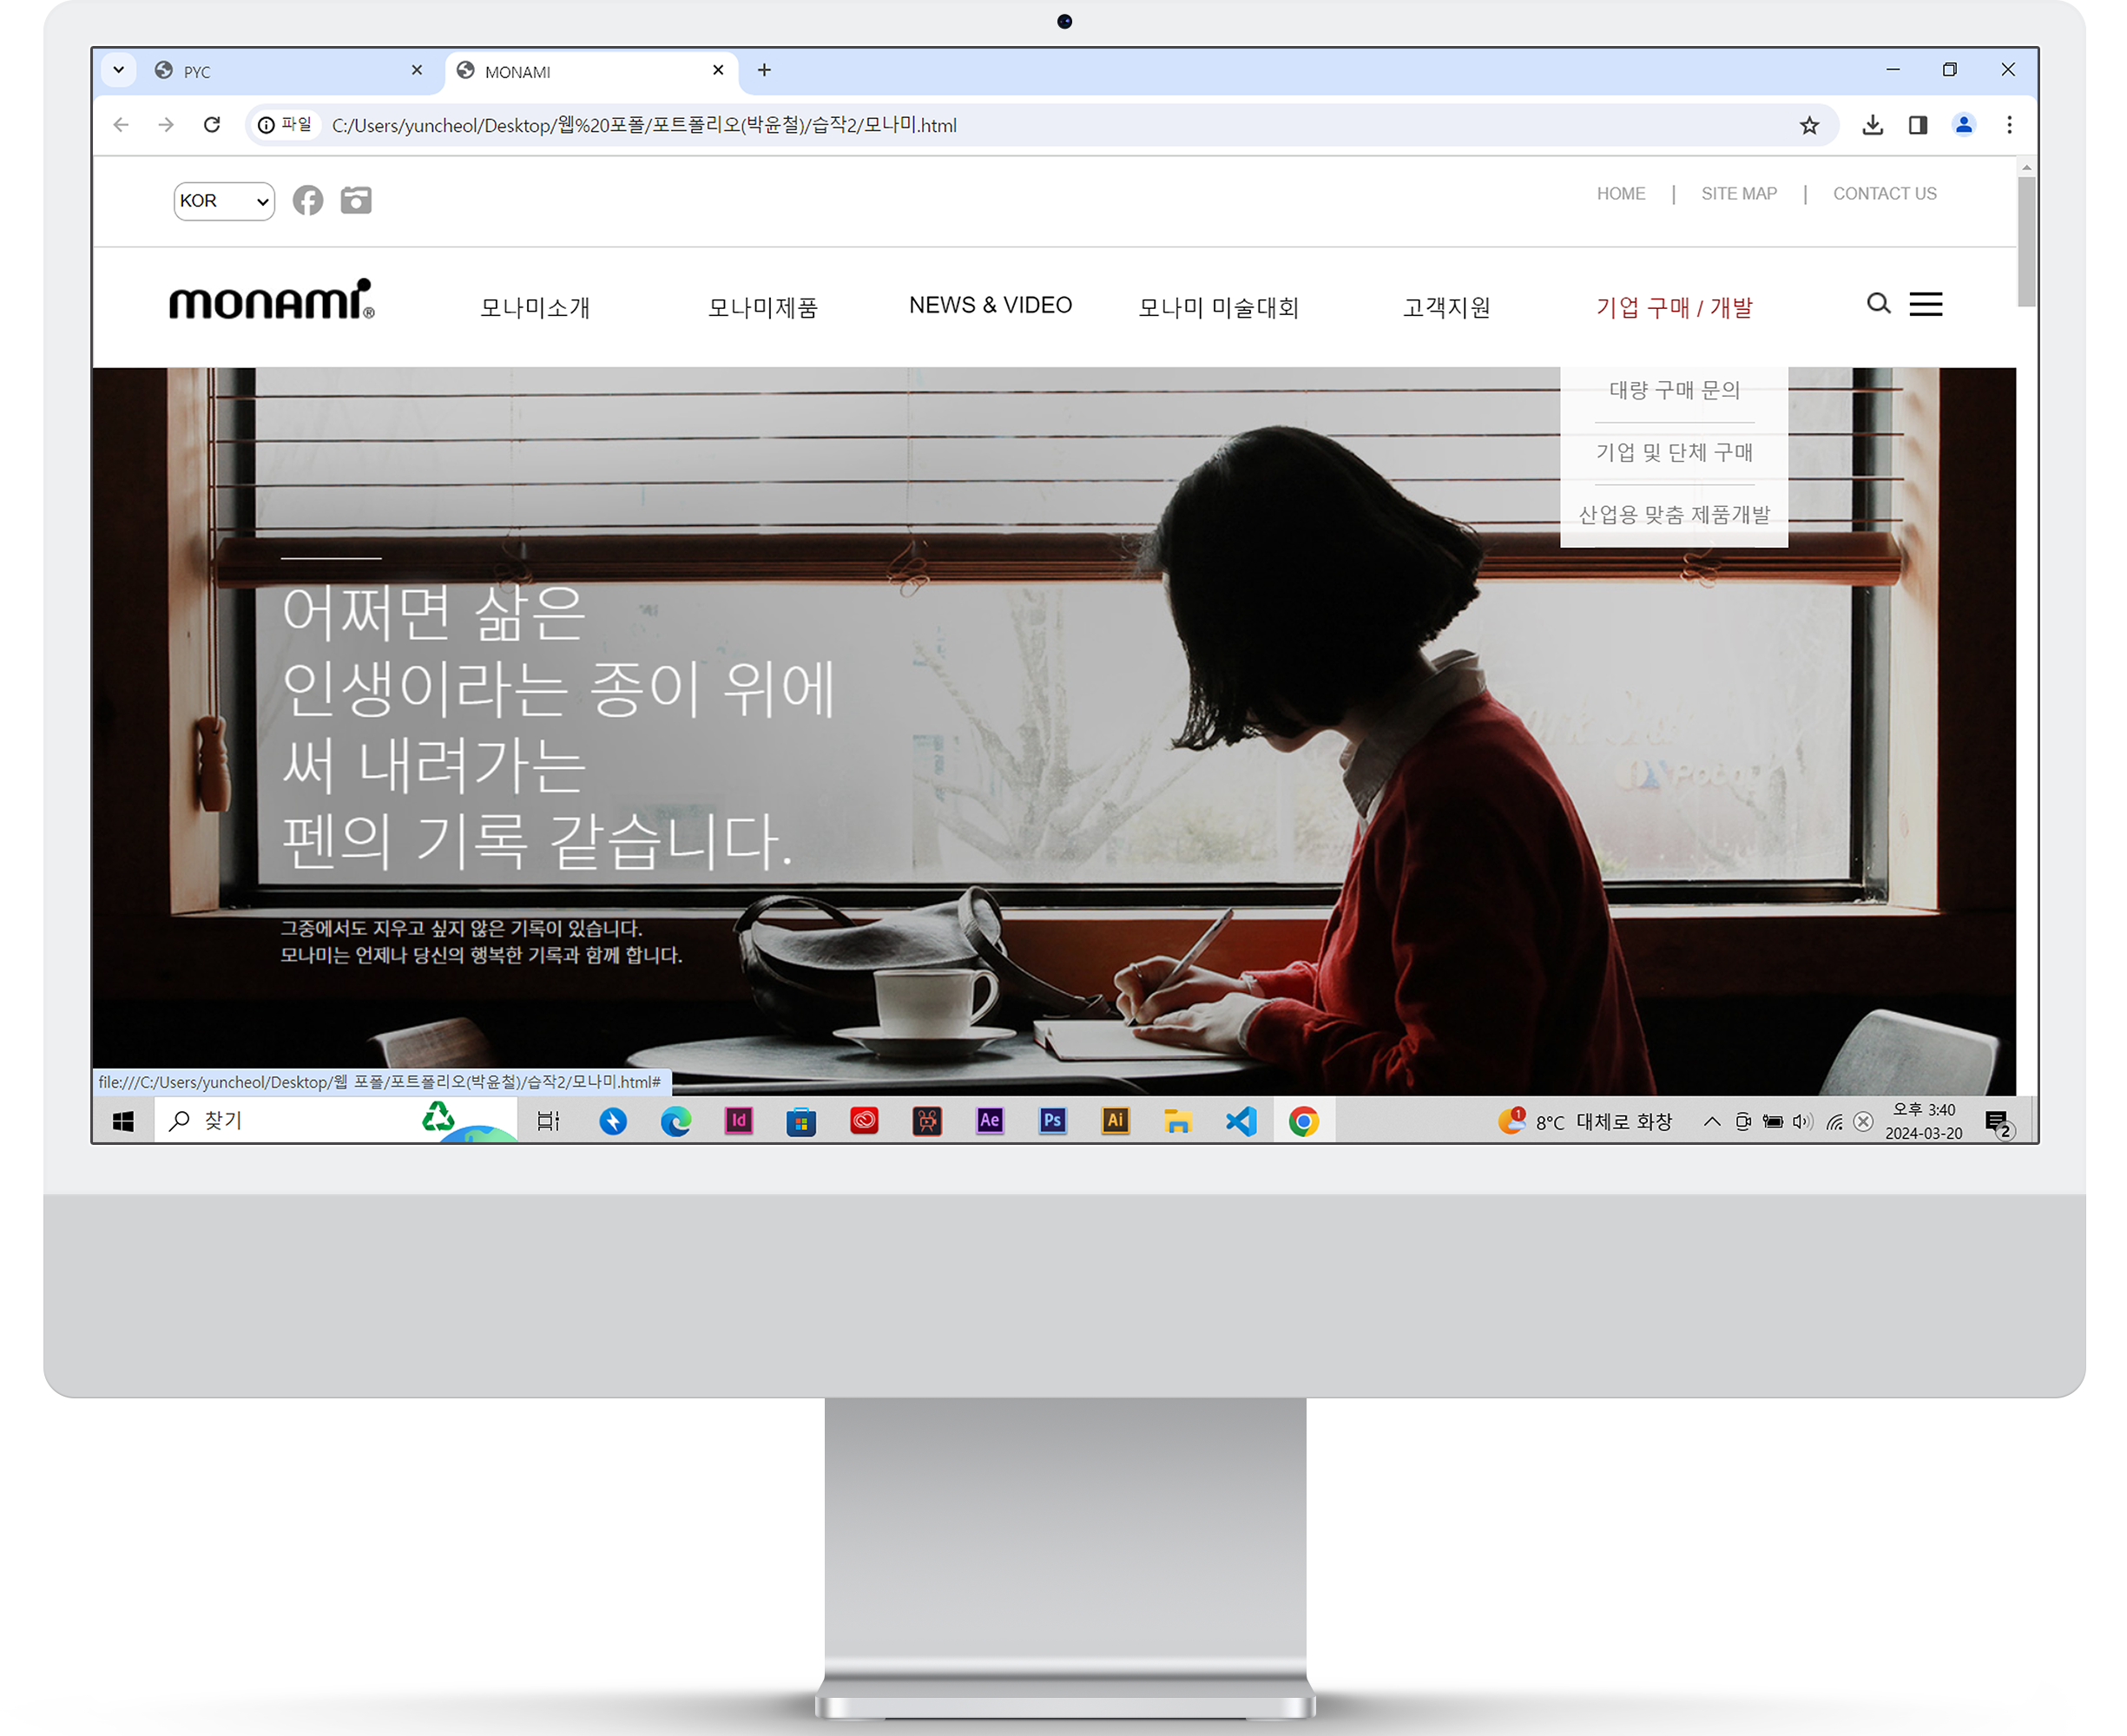 PYC
MONAMI
파일
C:/Users/yuncheol/Desktop/웹%20포폴/포트폴리오(박윤철)/습작2/모나미.html
KOR
HOME | SITE MAP | CONTACT US
monami®
모나미소개
모나미제품
NEWS & VIDEO
모나미 미술대회
고객지원
기업 구매 / 개발
대량 구매 문의
기업 및 단체 구매
산업용 맞춤 제품개발
어쩌면 삶은
인생이라는 종이 위에
써 내려가는
펜의 기록 같습니다.
그중에서도 지우고 싶지 않은 기록이 있습니다.
모나미는 언제나 당신의 행복한 기록과 함께 합니다.
file:///C:/Users/yuncheol/Desktop/웹 포폴/포트폴리오(박윤철)/습작2/모나미.html#
찾기
Id
Ae
Ps
Ai
1
8°C 대체로 화창
오후 3:40
2024-03-20
2